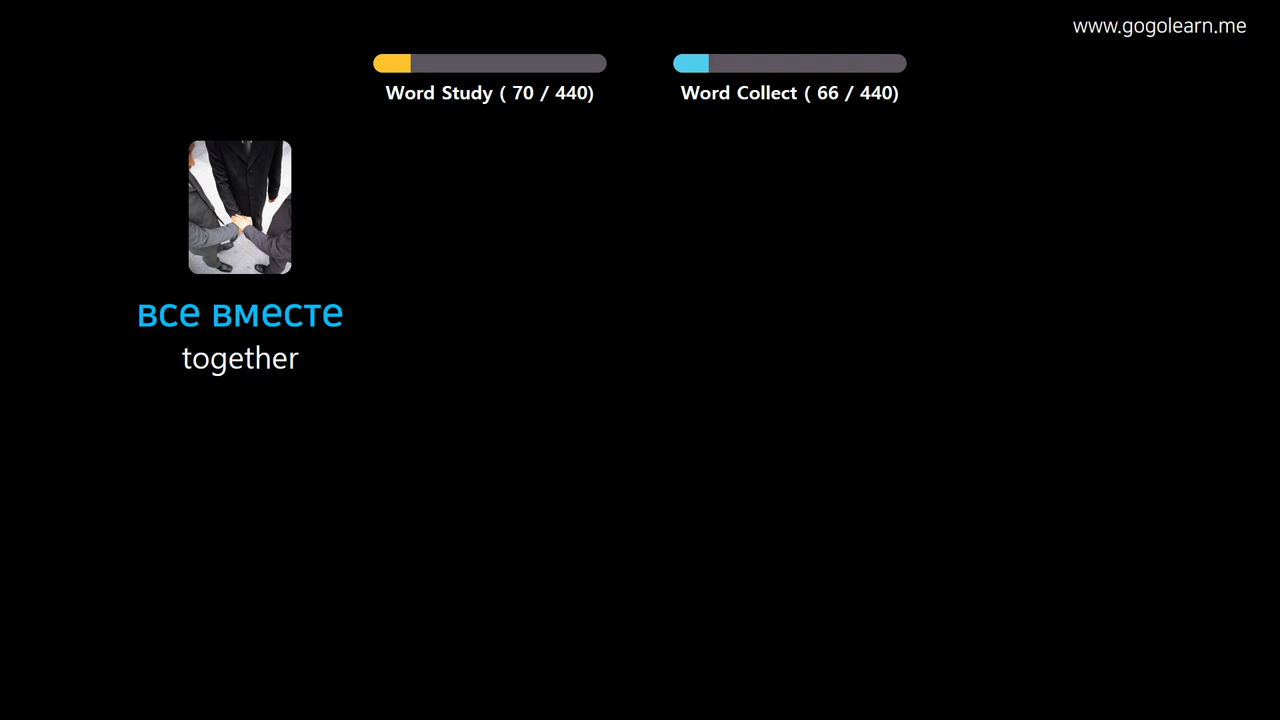 www.gogolearn.me
Word Study ( 70 / 440)
Word Collect ( 66 / 440)
все вместе
together